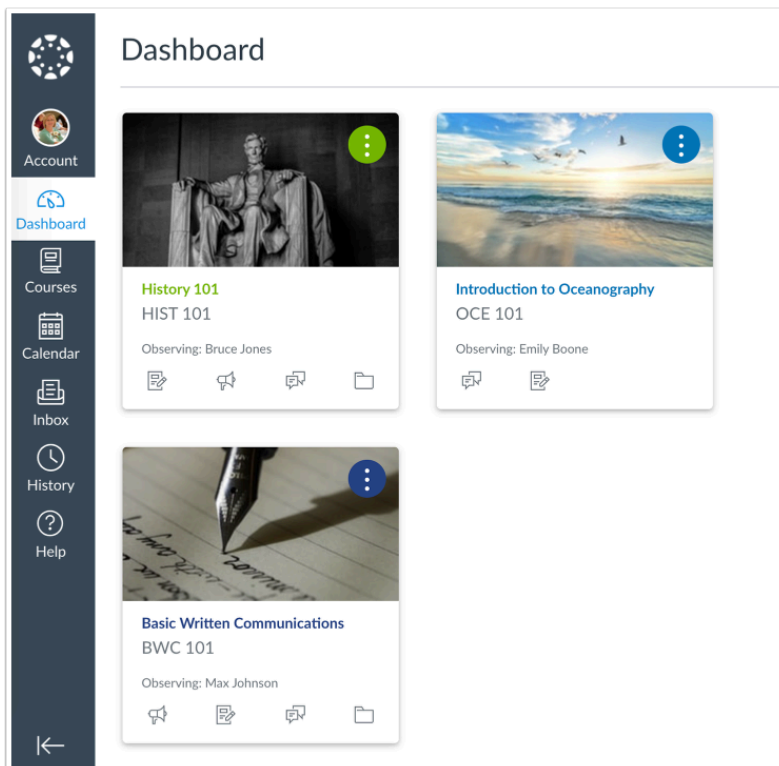 Dashboard
Account
Dashboard
Courses
Calendar
Inbox
History
Help
History 101
HIST 101
Observing: Bruce Jones
Introduction to Oceanography
OCE 101
Observing: Emily Boone
Basic Written Communications
BWC 101
Observing: Max Johnson